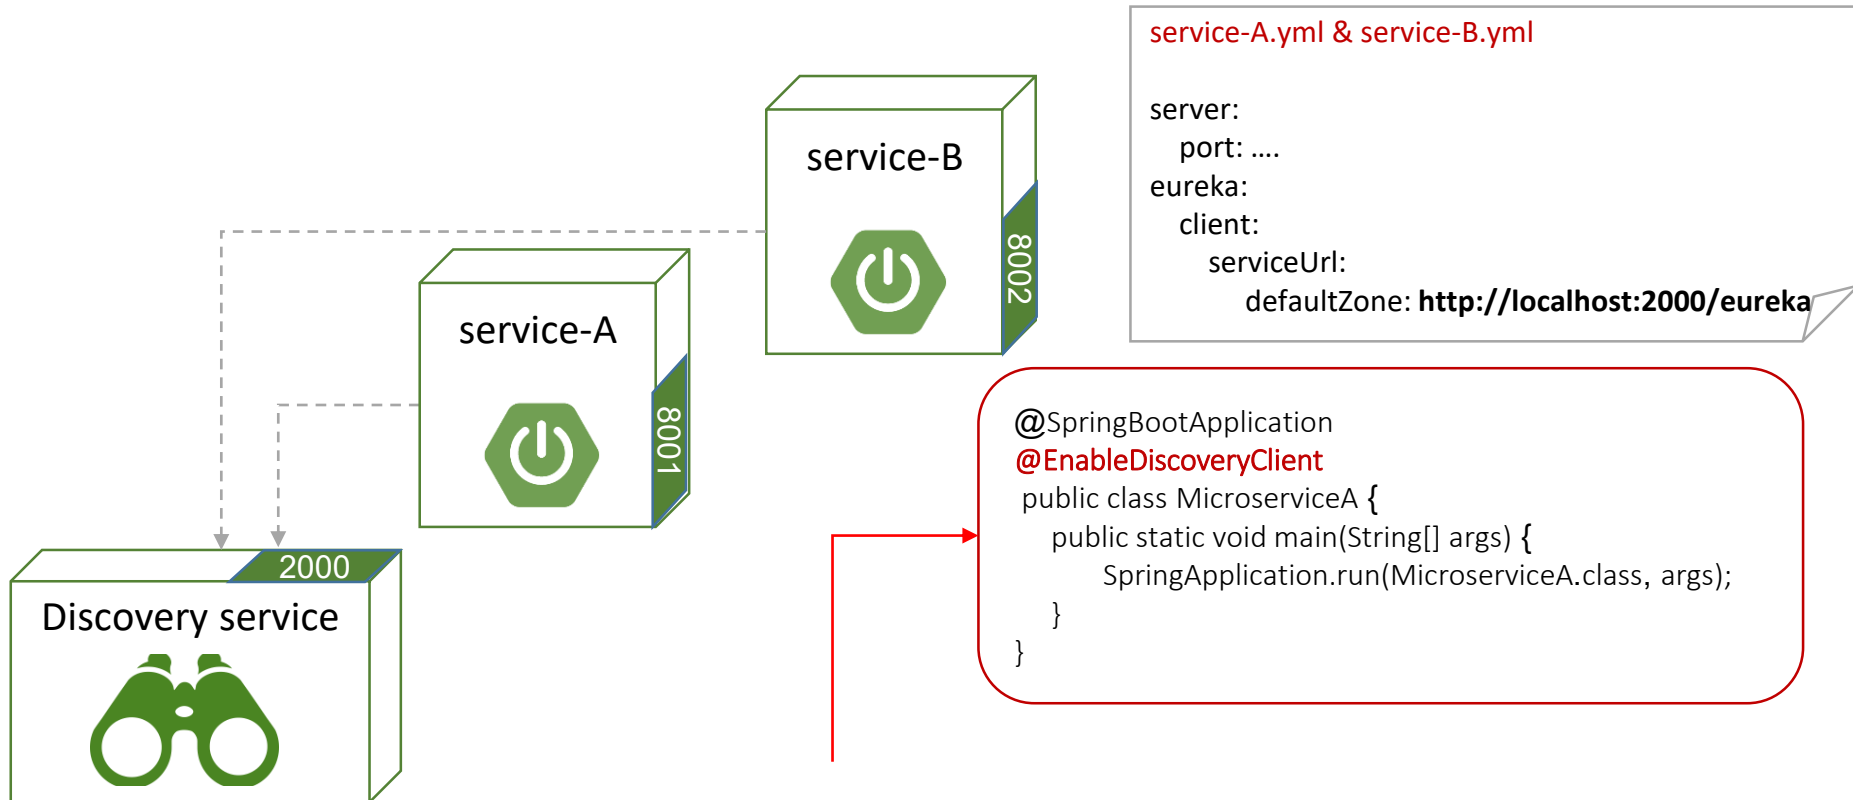 service-A.yml & service-B.yml
server:
port: ....
eureka:
client:
serviceUrl:
defaultZone: http://localhost:2000/eureka
service-B
8002
service-A
8001
2000
Discovery service
@SpringBootApplication
@EnableDiscoveryClient
public class MicroserviceA {
public static void main(String[] args) {
SpringApplication.run(MicroserviceA.class, args);
}
}